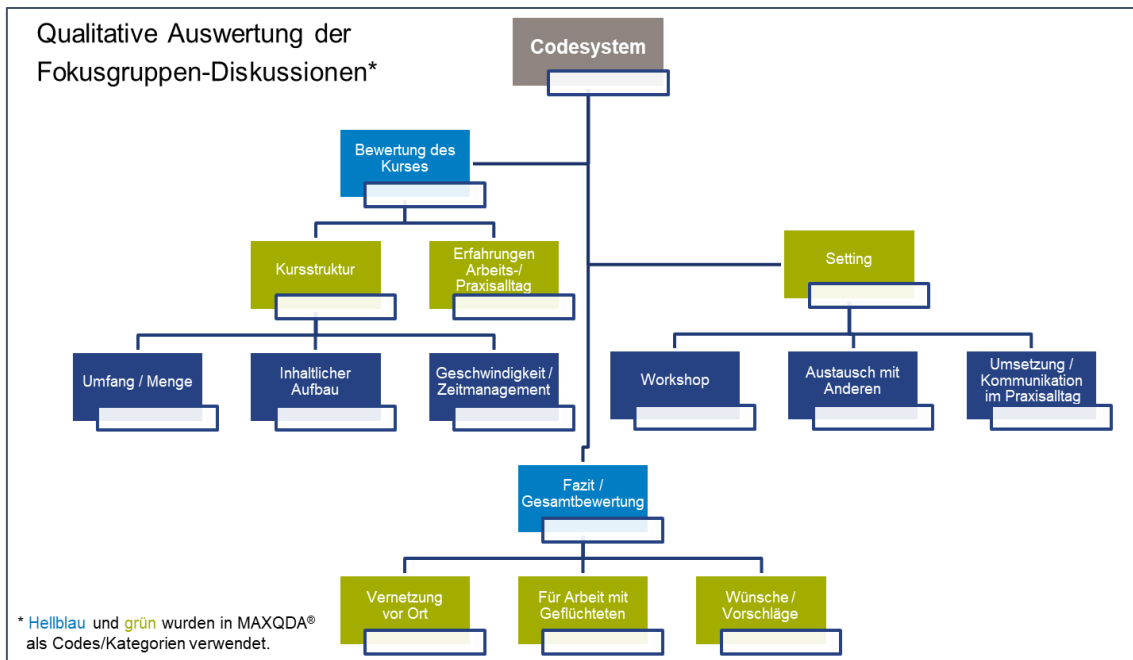 Qualitative Auswertung der
Fokusgruppen-Diskussionen*
Codesystem
Bewertung des
Kurses
Kursstruktur
Erfahrungen
Arbeits-/
Praxisalltag
Setting
Umfang / Menge
Inhaltlicher
Aufbau
Geschwindigkeit /
Zeitmanagement
Workshop
Austausch mit
Anderen
Umsetzung /
Kommunikation
im Praxisalltag
Fazit /
Gesamtbewertung
Vernetzung
vor Ort
Für Arbeit mit
Geflüchteten
Wünsche /
Vorschläge
* Hellblau und grün wurden in MAXQDA®
als Codes/Kategorien verwendet.